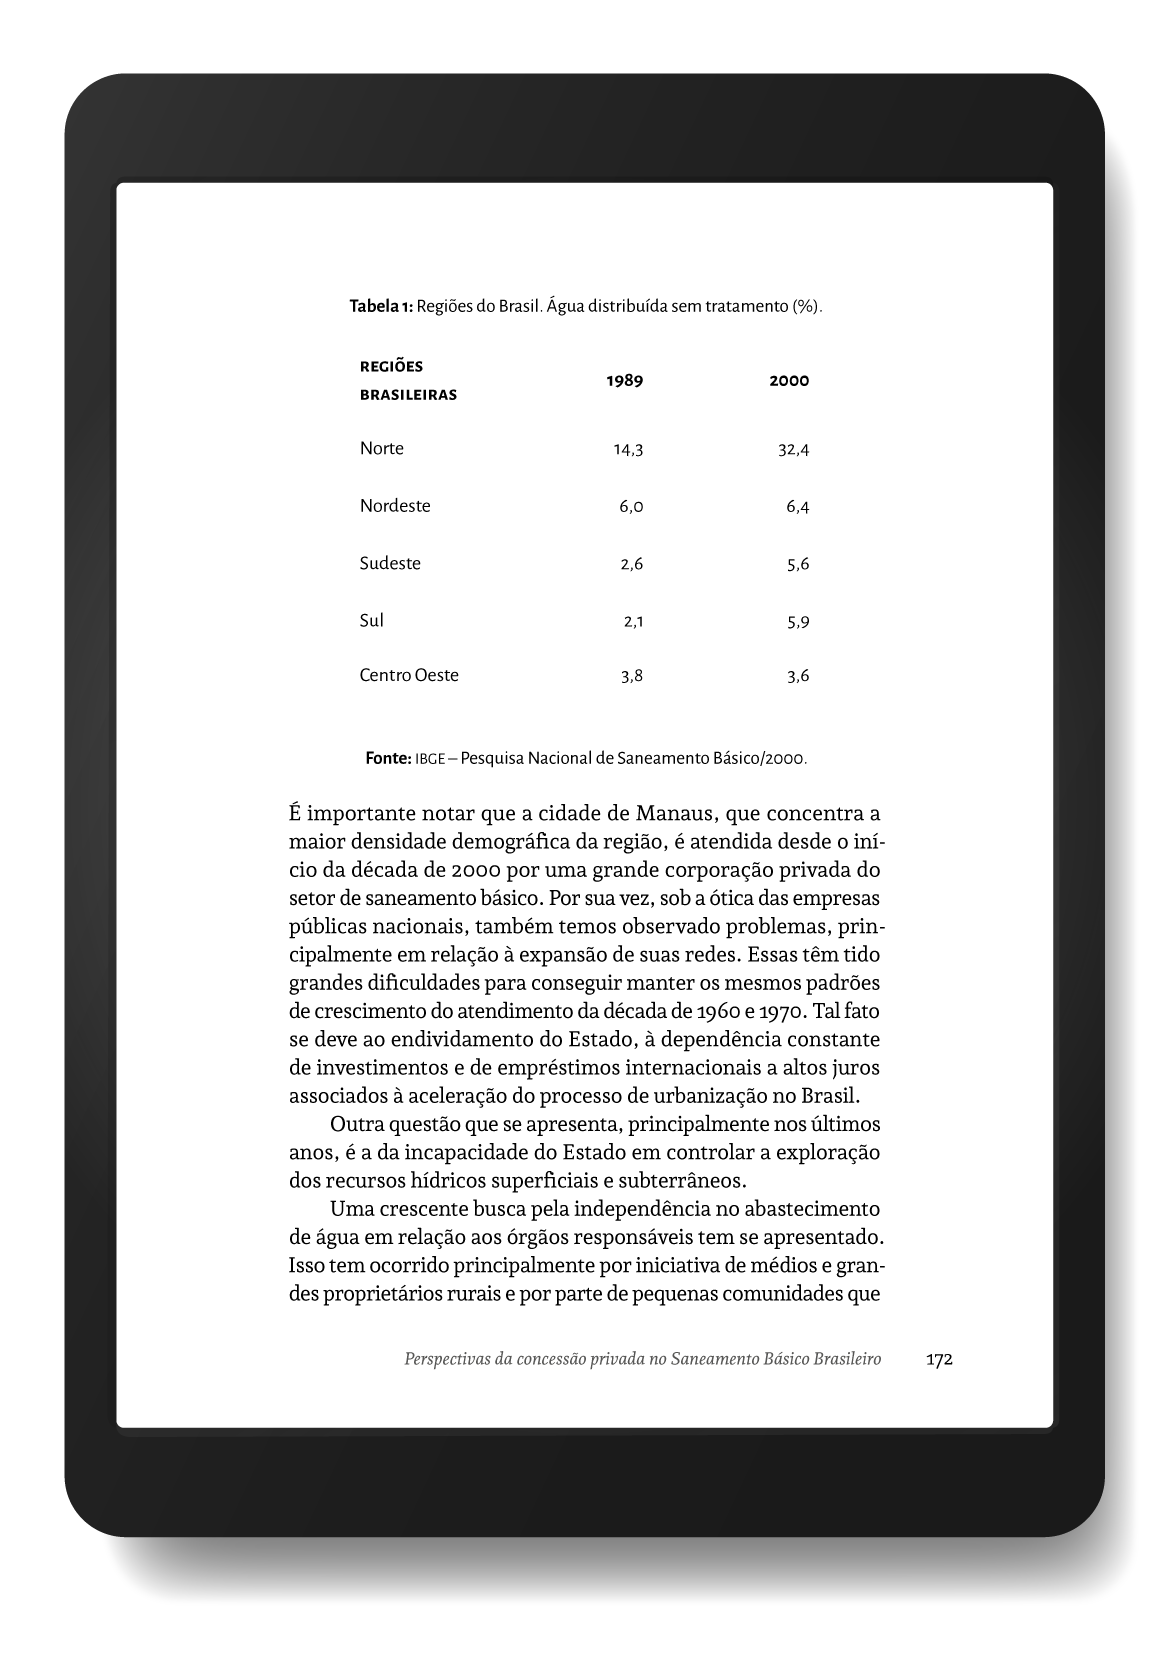 Tabela 1: Regiões do Brasil. Água distribuída sem tratamento (%).
REGIÕES BRASILEIRAS 1989 2000
Norte 14,3 32,4
Nordeste 6,0 6,4
Sudeste 2,6 5,6
Sul 2,1 5,9
Centro Oeste 3,8 3,6
Fonte: IBGE – Pesquisa Nacional de Saneamento Básico/2000.
É importante notar que a cidade de Manaus, que concentra a
maior densidade demográfica da região, é atendida desde o iní-
cio da década de 2000 por uma grande corporação privada do
setor de saneamento básico. Por sua vez, sob a ótica das empresas
públicas nacionais, também temos observado problemas, prin-
cipalmente em relação à expansão de suas redes. Essas têm tido
grandes dificuldades para conseguir manter os mesmos padrões
de crescimento do atendimento da década de 1960 e 1970. Tal fato
se deve ao endividamento do Estado, à dependência constante
de investimentos e de empréstimos internacionais a altos juros
associados à aceleração do processo de urbanização no Brasil.
Outra questão que se apresenta, principalmente nos últimos
anos, é a da incapacidade do Estado em controlar a exploração
dos recursos hídricos superficiais e subterrâneos.
Uma crescente busca pela independência no abastecimento
de água em relação aos órgãos responsáveis tem se apresentado.
Isso tem ocorrido principalmente por iniciativa de médios e gran-
des proprietários rurais e por parte de pequenas comunidades que
Perspectivas da concessão privada no Saneamento Básico Brasileiro 172